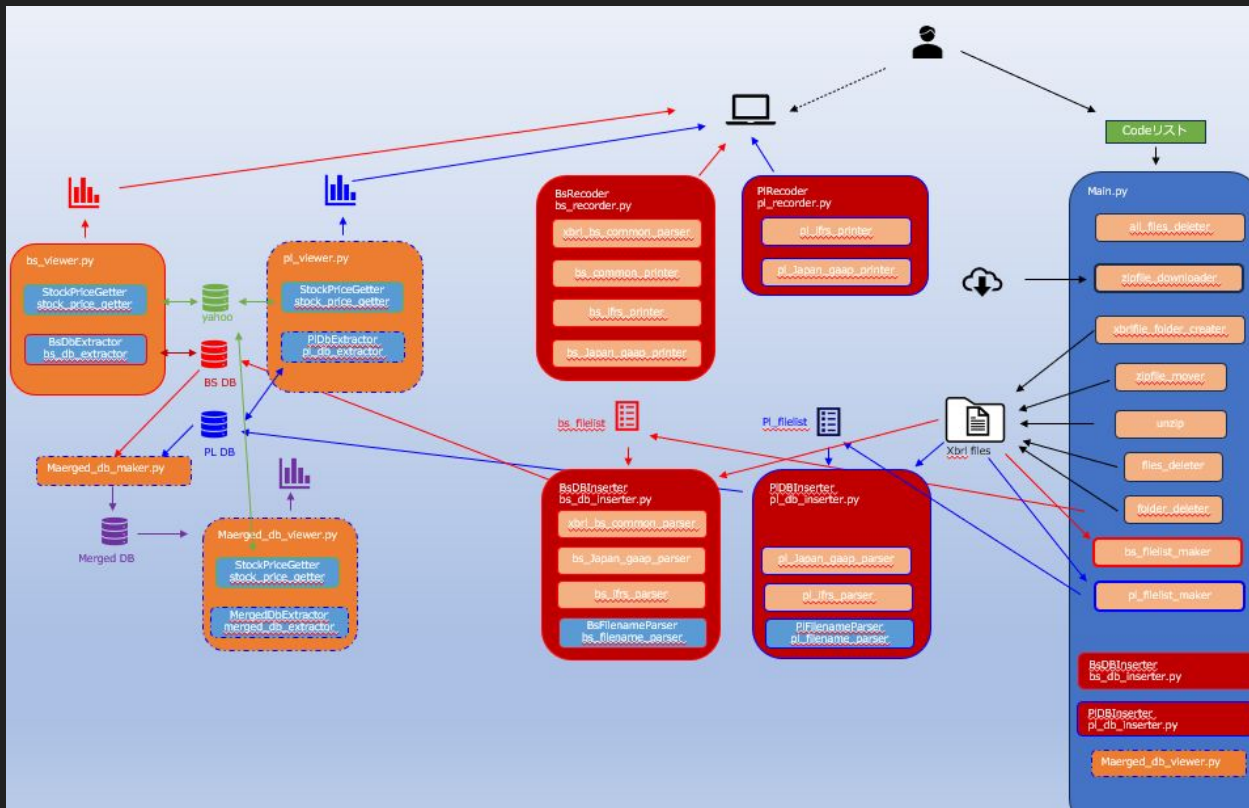 Codeリスト
Main.py
all_files_deleter
zipfile_downloader
xbrlfile_folder_creater
zipfile_mover
unzip
files_deleter
folder_deleter
bs_filelist_maker
pl_filelist_maker
BsDBInserter
bs_db_inserter.py
PlDBInserter
pl_db_inserter.py
Maerged_db_viewer.py
BsRecoder
bs_recorder.py
xbrl_bs_common_parser
bs_common_printer
bs_ifrs_printer
bs_Japan_gaap_printer
PlRecoder
pl_recorder.py
pl_ifrs_printer
pl_Japan_gaap_printer
bs_viewer.py
StockPriceGetter
stock_price_getter
BsDbExtractor
bs_db_extractor
yahoo
BS DB
PL DB
pl_viewer.py
StockPriceGetter
stock_price_getter
PlDbExtractor
pl_db_extractor
Maerged_db_maker.py
Merged DB
Maerged_db_viewer.py
StockPriceGetter
stock_price_getter
MergedDbExtractor
merged_db_extractor
bs_filelist
Pl_filelist
Xbrl files
BsDBInserter
bs_db_inserter.py
xbrl_bs_common_parser
bs_Japan_gaap_parser
bs_ifrs_parser
BsFilenameParser
bs_filename_parser
PlDBInserter
pl_db_inserter.py
pl_Japan_gaap_parser
pl_ifrs_parser
PlFilenameParser
pl_filename_parser